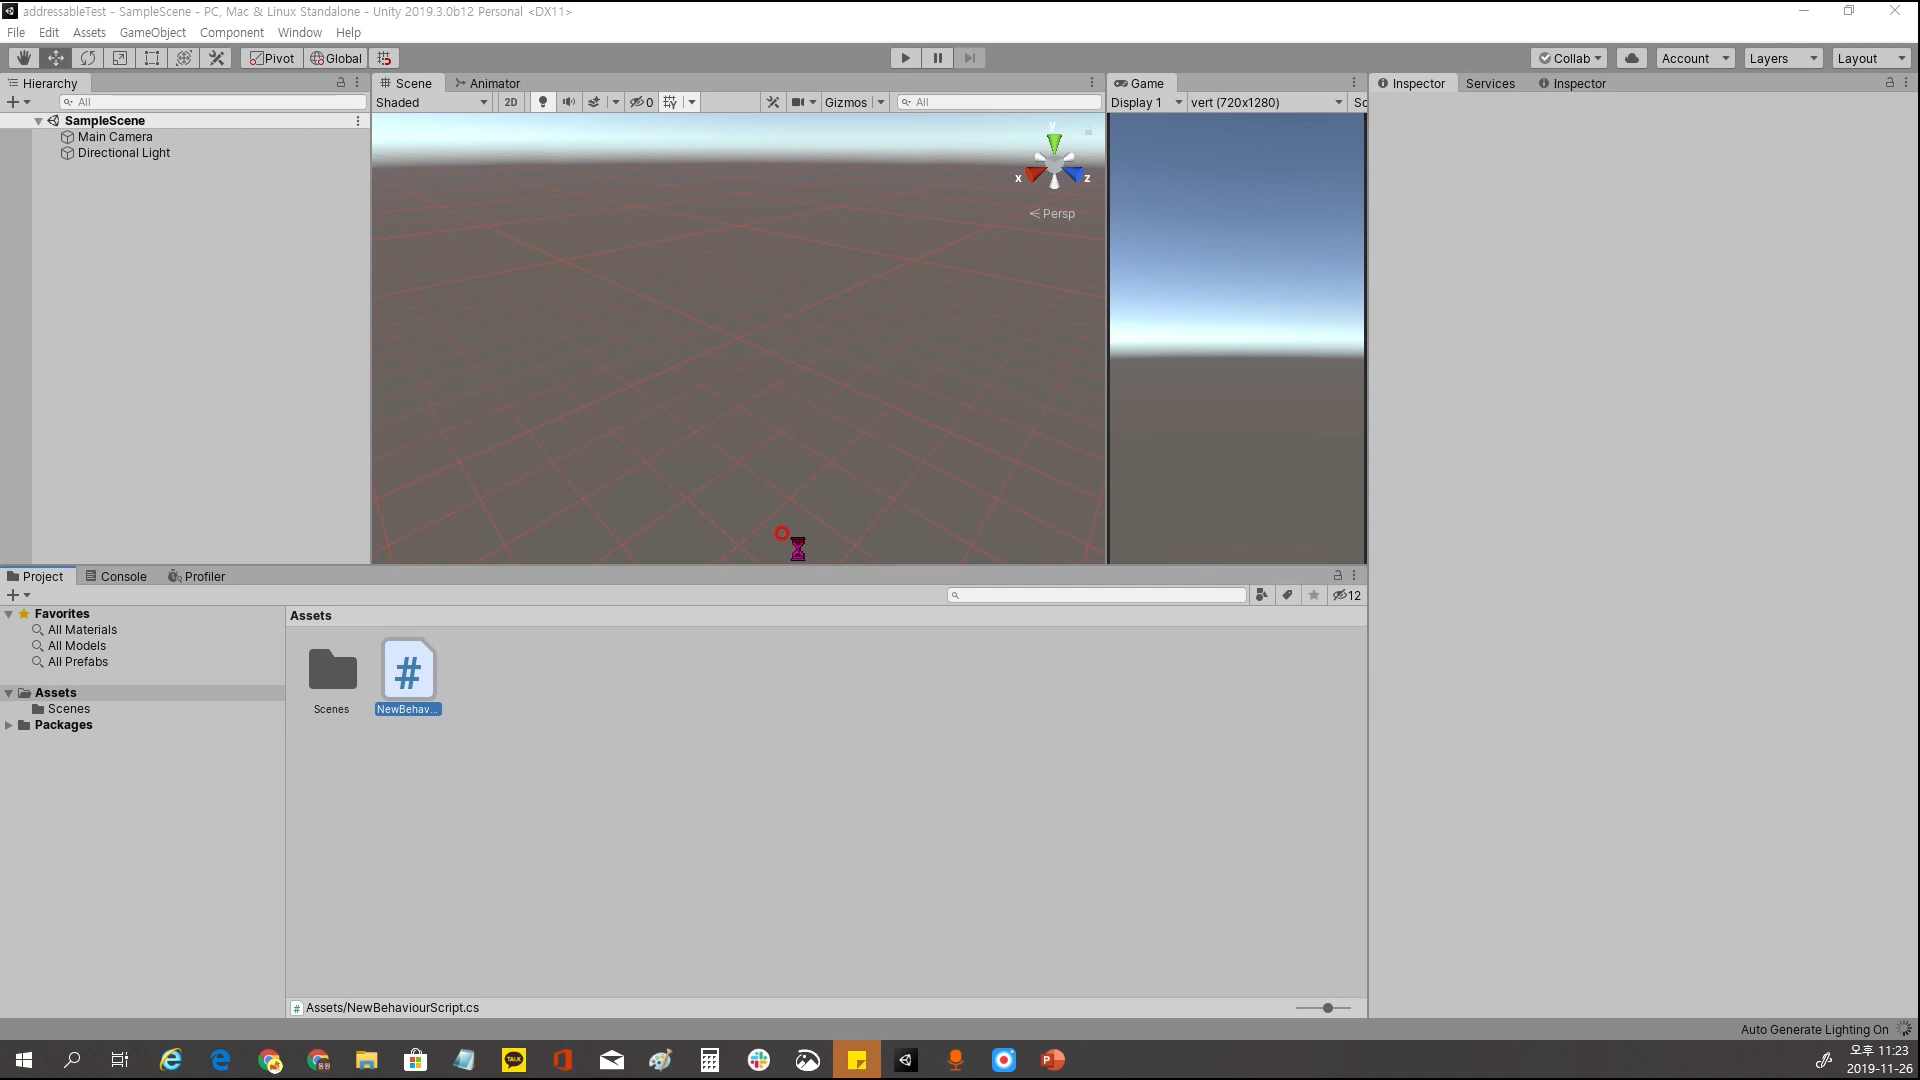 addressableTest - SampleScene - PC, Mac & Linux Standalone - Unity 2019.3.0b12 Personal <DX11>
File Edit Assets GameObject Component Window Help
Pivot Global Collab Account Layers Layout
Hierarchy Scene Animator Game Inspector Services Inspector
All Shaded 2D 0 Gizmos All Display 1 vert (720x1280) Sc
SampleScene
Main Camera
Directional Light
y
x z
Persp
Project Console Profiler
12
Favorites
All Materials
All Models
All Prefabs
Assets
Scenes
Packages
Assets
#
Scenes NewBehav...
# Assets/NewBehaviourScript.cs
Auto Generate Lighting On
TALK
오후 11:23
2019-11-26